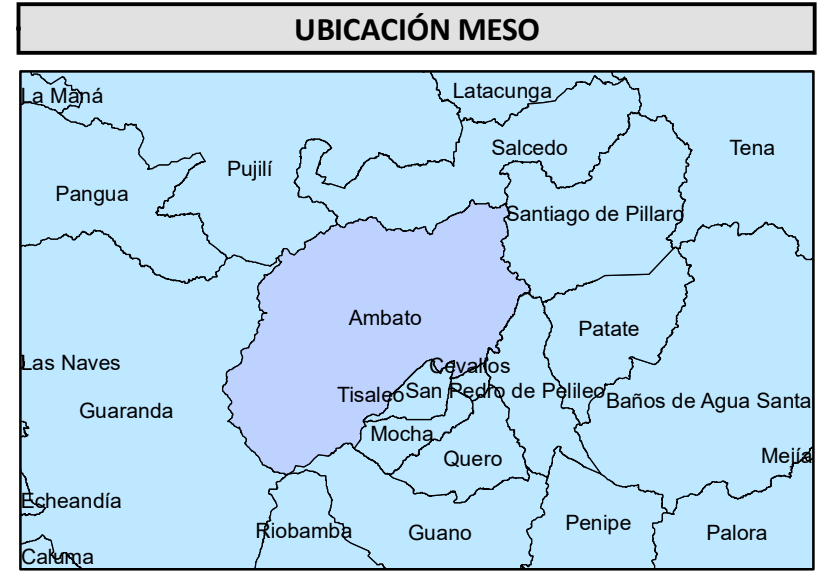 UBICACIÓN MESO
La Maná
Latacunga
Salcedo
Tena
Pujilí
Pangua
Santiago de Pillaro
Ambato
Patate
Las Naves
Cevallos
Tisaleo
San Pedro de Pelileo
Baños de Agua Santa
Guaranda
Mocha
Quero
Mejía
Echeandía
Riobamba
Guano
Penipe
Palora
Caluma